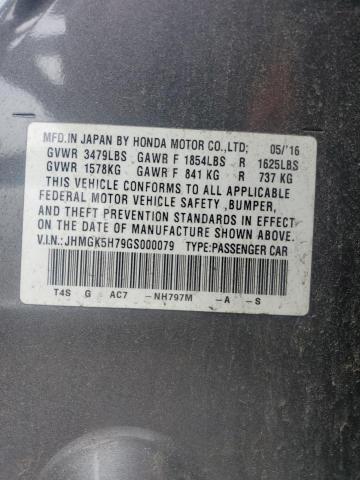 MFD.IN JAPAN BY HONDA MOTOR CO.,LTD; 05/'16
GVWR 3479LBS GAWR F 1854LBS R 1625LBS
GVWR 1578KG GAWR F 841 KG R 737 KG
THIS VEHICLE CONFORMS TO ALL APPLICABLE
FEDERAL MOTOR VEHICLE SAFETY ,BUMPER,
AND THEFT PREVENTION STANDARDS IN EFFECT
ON THE DATE OF MANUFACTURE SHOWN ABOVE.
V.I.N.:JHMGK5H79GS000079 TYPE:PASSENGER CAR
T4S G AC7 -NH797M -A -S